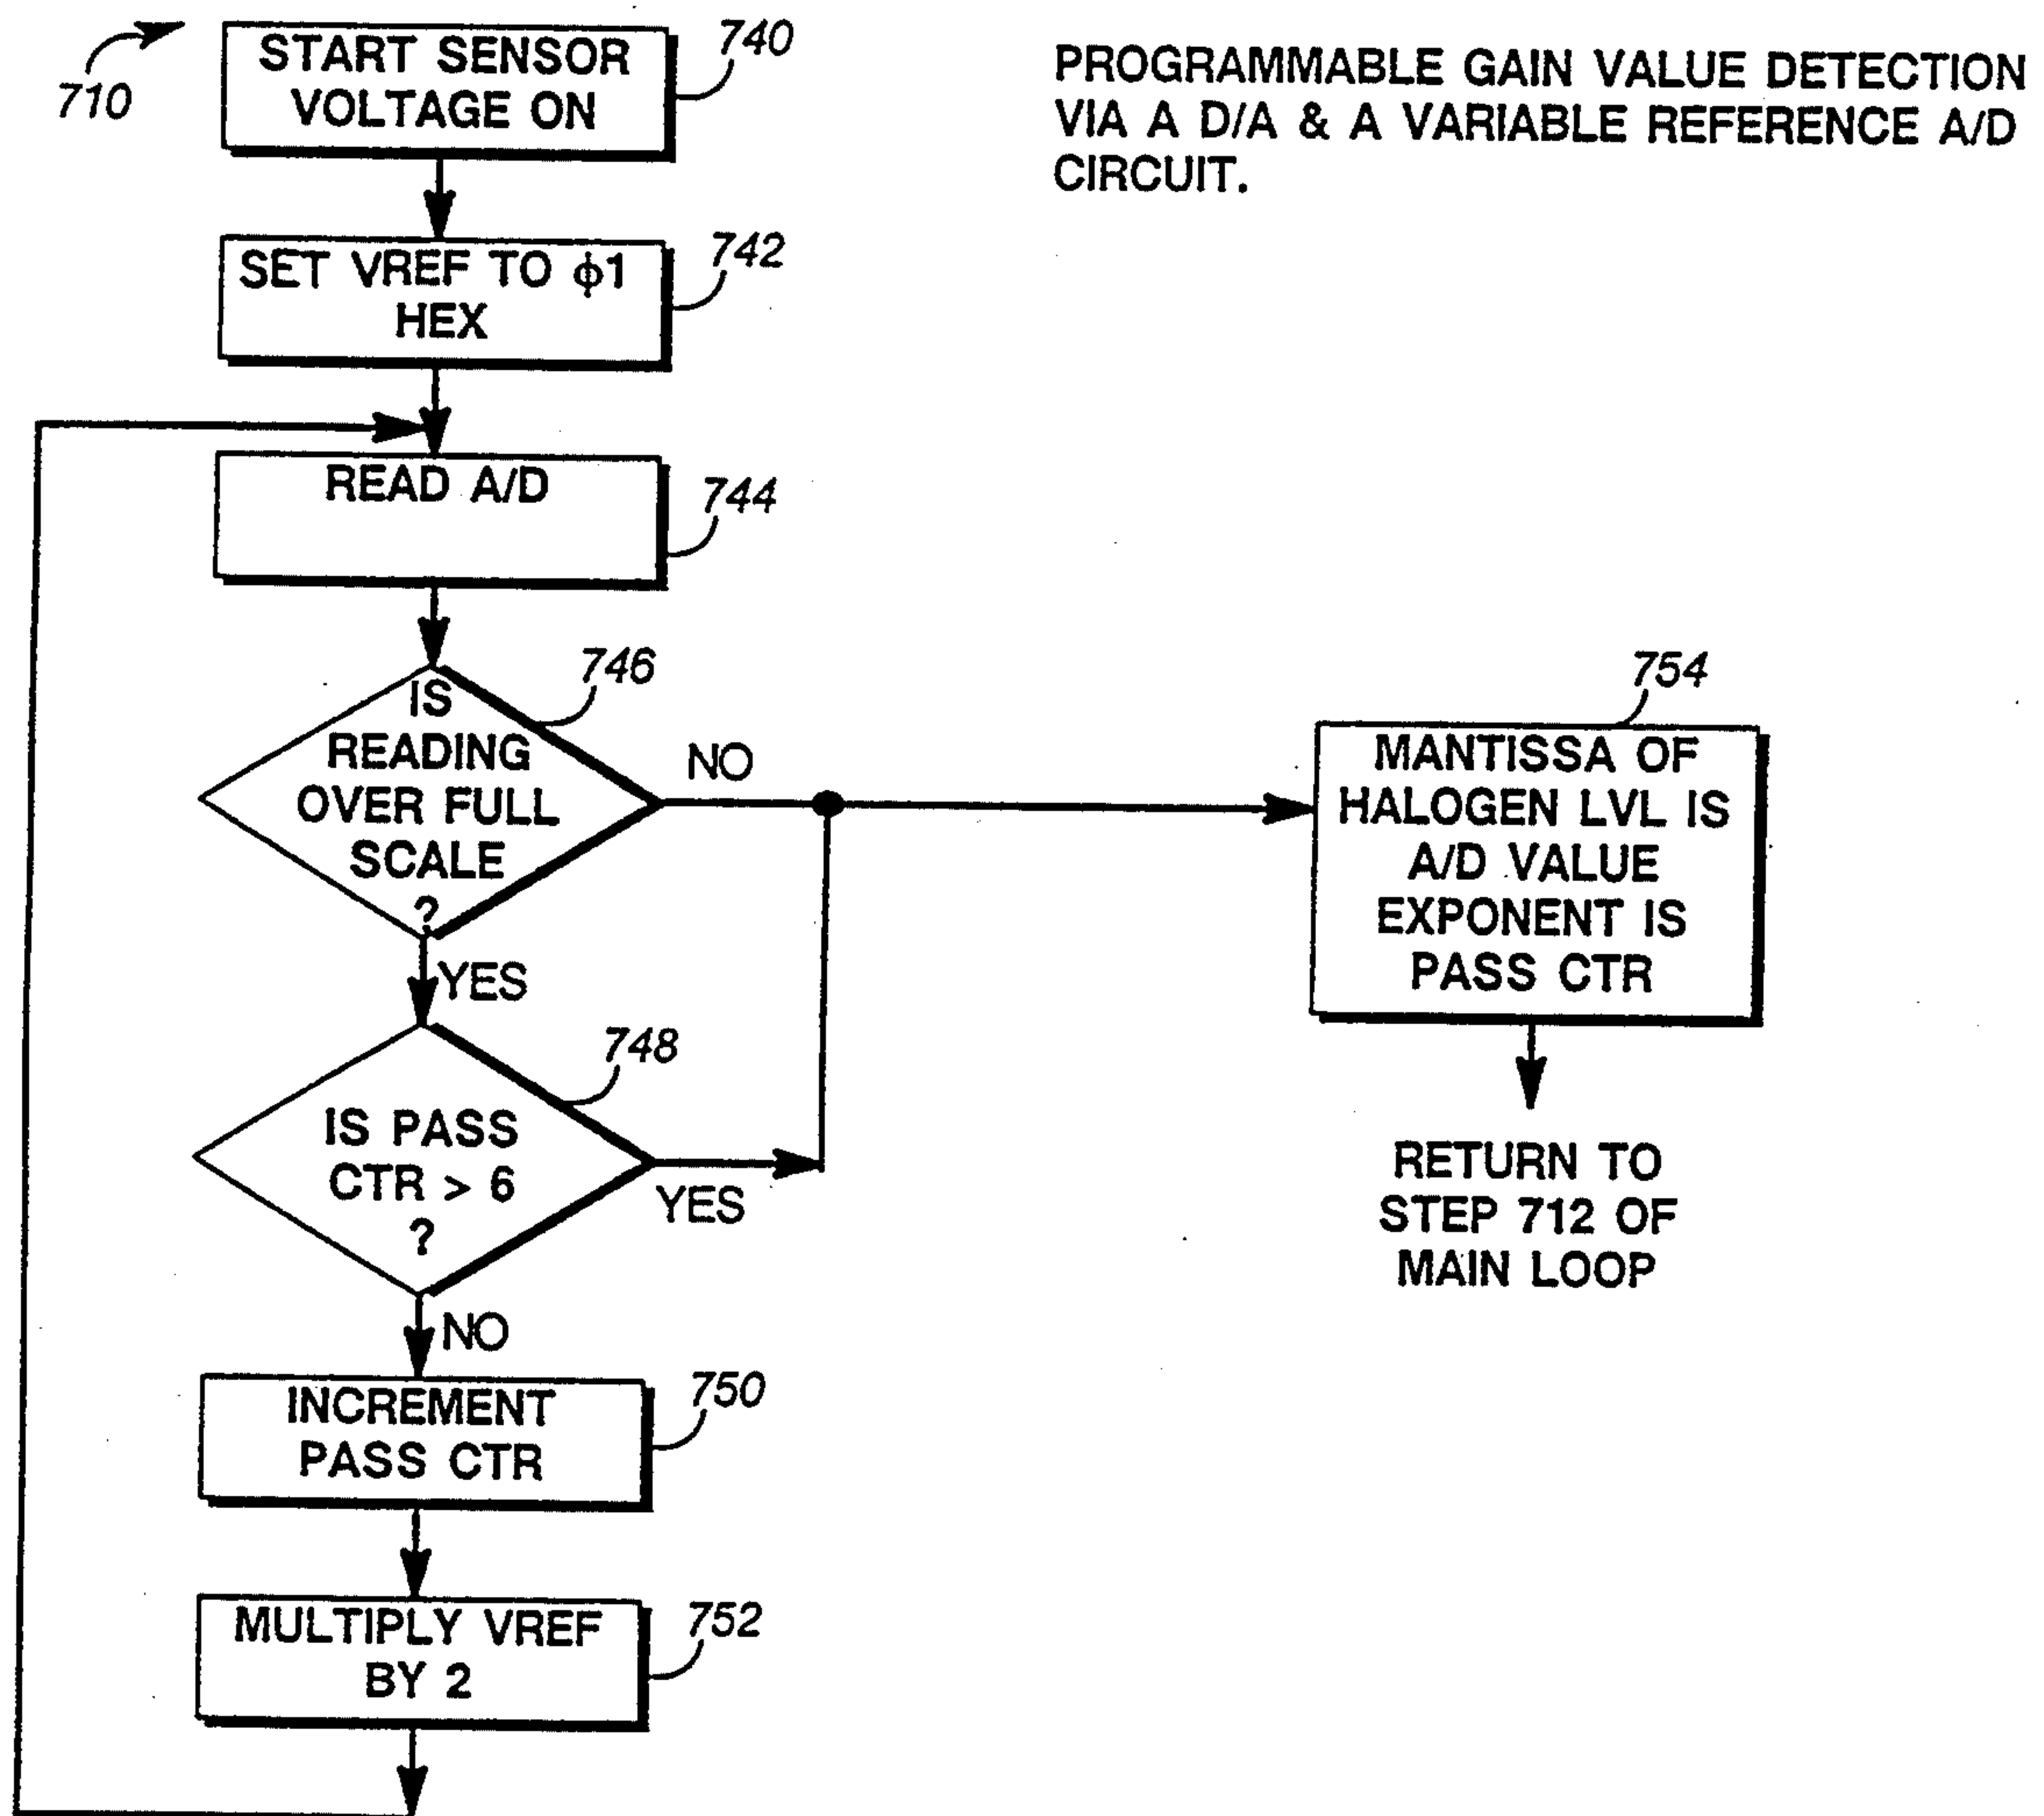 710
START SENSOR
VOLTAGE ON
740
PROGRAMMABLE GAIN VALUE DETECTION
VIA A D/A & A VARIABLE REFERENCE A/D
CIRCUIT.
SET VREF TO ϕ1
HEX
742
READ A/D
744
IS
READING
OVER FULL
SCALE
?
746
NO
YES
754
MANTISSA OF
HALOGEN LVL IS
A/D VALUE
EXPONENT IS
PASS CTR
RETURN TO
STEP 712 OF
MAIN LOOP
748
IS PASS
CTR > 6
?
YES
NO
INCREMENT
PASS CTR
750
MULTIPLY VREF
BY 2
752